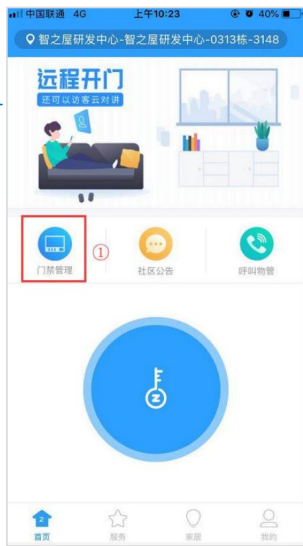 中国联通 4G 上午10:23 40%
智之屋研发中心-智之屋研发中心-0313栋-3148
远程开门
还可以访客云对讲
门禁管理
①
社区公告
呼叫物管
Z
Z
首页
服务
家居
我的